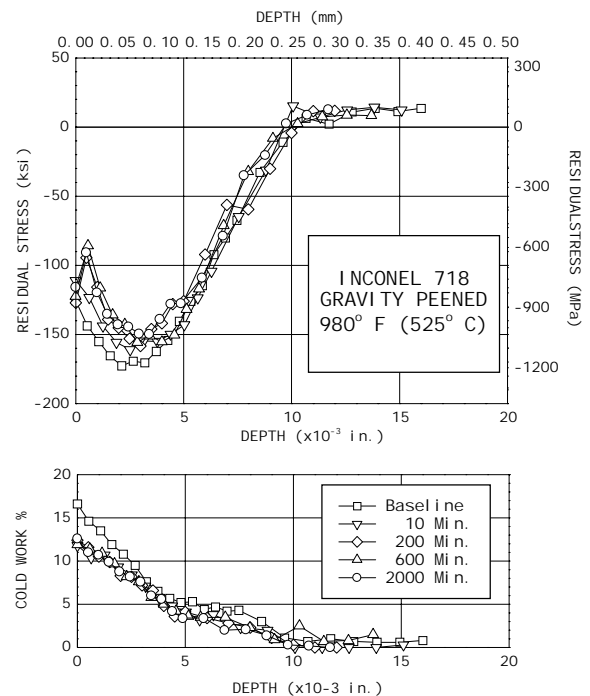 DEPTH (mm)
0.00 0.05 0.10 0.15 0.20 0.25 0.30 0.35 0.40 0.45 0.50
50
0
-50
-100
-150
-200
RESIDUAL STRESS (ksi)
300
0
-300
-600
-900
-1200
RESIDUALSTRESS (MPa)
INCONEL 718
GRAVITY PEENED
980° F (525° C)
0 5 10 15 20
DEPTH (x10-³ in.)
20
15
10
5
0
COLD WORK %
Baseline
10 Min.
200 Min.
600 Min.
2000 Min.
0 5 10 15 20
DEPTH (x10-3 in.)